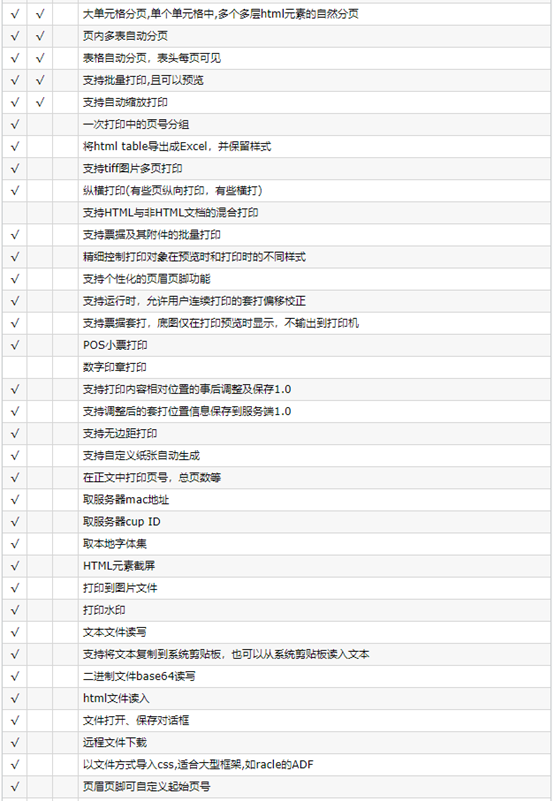 √ √ 大单元格分页,单个单元格中,多个多层html元素的自然分页
√ √ 页内多表自动分页
√ √ 表格自动分页，表头每页可见
√ √ 支持批量打印,且可以预览
√ √ 支持自动缩放打印
√ 一次打印中的页号分组
√ 将html table导出成Excel，并保留样式
√ 支持tiff图片多页打印
√ 纵横打印(有些页纵向打印，有些横打)
支持HTML与非HTML文档的混合打印
√ 支持票据及其附件的批量打印
√ 精细控制打印对象在预览时和打印时的不同样式
√ 支持个性化的页眉页脚功能
√ 支持运行时，允许用户连续打印的套打偏移校正
√ 支持票据套打，底图仅在打印预览时显示，不输出到打印机
√ POS小票打印
数字印章打印
√ 支持打印内容相对位置的事后调整及保存1.0
√ 支持调整后的套打位置信息保存到服务端1.0
√ 支持无边距打印
√ 支持自定义纸张自动生成
√ 在正文中打印页号，总页数等
√ 取服务器mac地址
√ 取服务器cup ID
√ 取本地字体集
√ HTML元素截屏
√ 打印到图片文件
√ 打印水印
√ 文本文件读写
√ 支持将文本复制到系统剪贴板，也可以从系统剪贴板读入文本
√ 二进制文件base64读写
√ html文件读入
√ 文件打开、保存对话框
√ 远程文件下载
√ 以文件方式导入css,适合大型框架,如racle的ADF
√ 页眉页脚可自定义起始页号